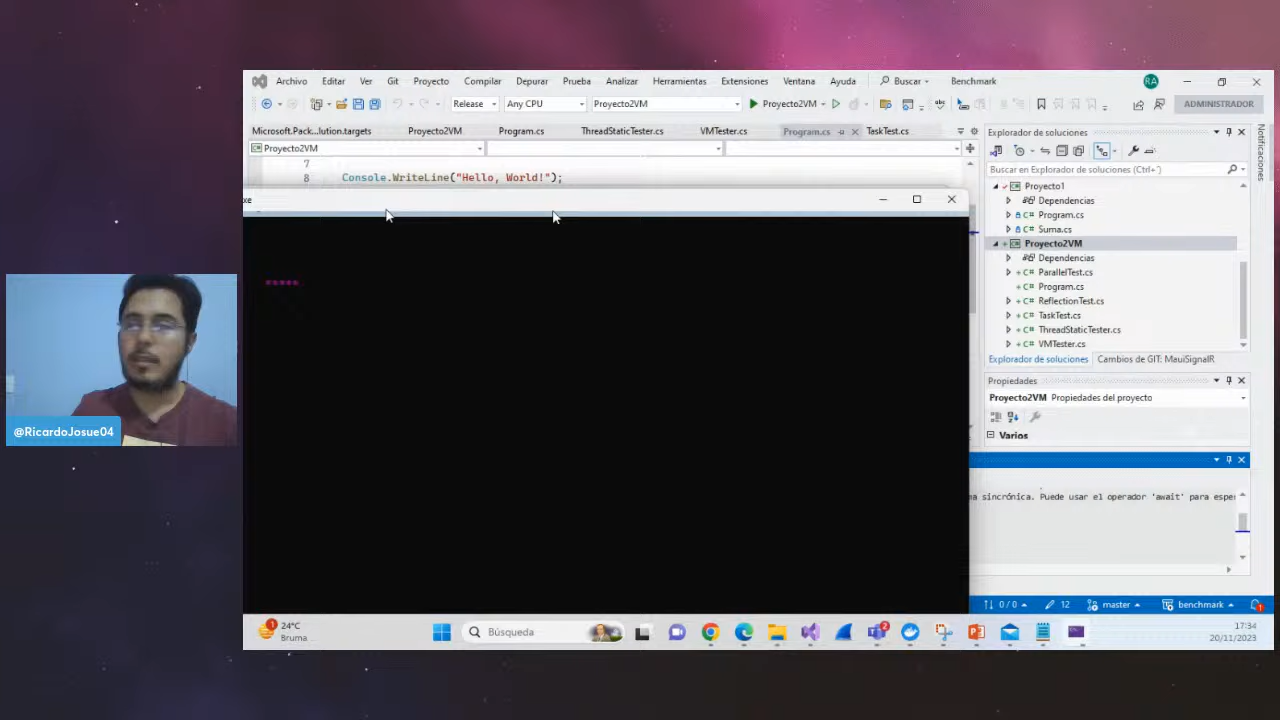 Archivo Editar Ver Git Proyecto Compilar Depurar Prueba Analizar Herramientas Extensiones Ventana Ayuda Buscar Benchmark RA
Release Any CPU Proyecto2VM Proyecto2VM ADMINISTRADOR
Microsoft.Pack...lution.targets Proyecto2VM Program.cs ThreadStaticTester.cs VMTester.cs Program.cs TaskTest.cs
Proyecto2VM
7
8 Console.WriteLine("Hello, World!");
xe
*****
Explorador de soluciones
Buscar en Explorador de soluciones (Ctrl+')
Proyecto1
Dependencias
C# Program.cs
C# Suma.cs
Proyecto2VM
Dependencias
C# ParallelTest.cs
C# Program.cs
C# ReflectionTest.cs
C# TaskTest.cs
C# ThreadStaticTester.cs
C# VMTester.cs
Explorador de soluciones Cambios de GIT: MauiSignalR
Propiedades
Proyecto2VM Propiedades del proyecto
Varios
Notificaciones
ma sincrónica. Puede usar el operador 'await' para esper
0 / 0 12 master benchmark 1
@RicardoJosue04
1 24°C
Bruma
Búsqueda
2
17:34
20/11/2023